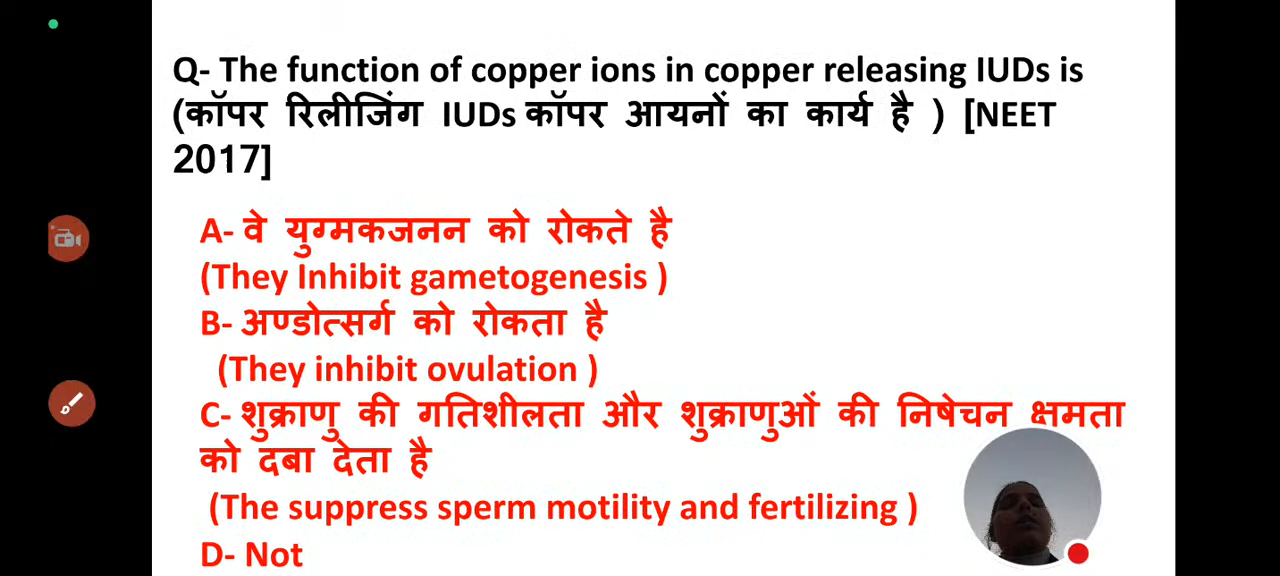 Q- The function of copper ions in copper releasing IUDs is
(कॉपर रिलीजिंग IUDs कॉपर आयनों का कार्य है ) [NEET
2017]
A- वे युग्मकजनन को रोकते है
(They Inhibit gametogenesis )
B- अण्डोत्सर्ग को रोकता है
(They inhibit ovulation )
C- शुक्राणु की गतिशीलता और शुक्राणुओं की निषेचन क्षमता
को दबा देता है
(The suppress sperm motility and fertilizing )
D- Not